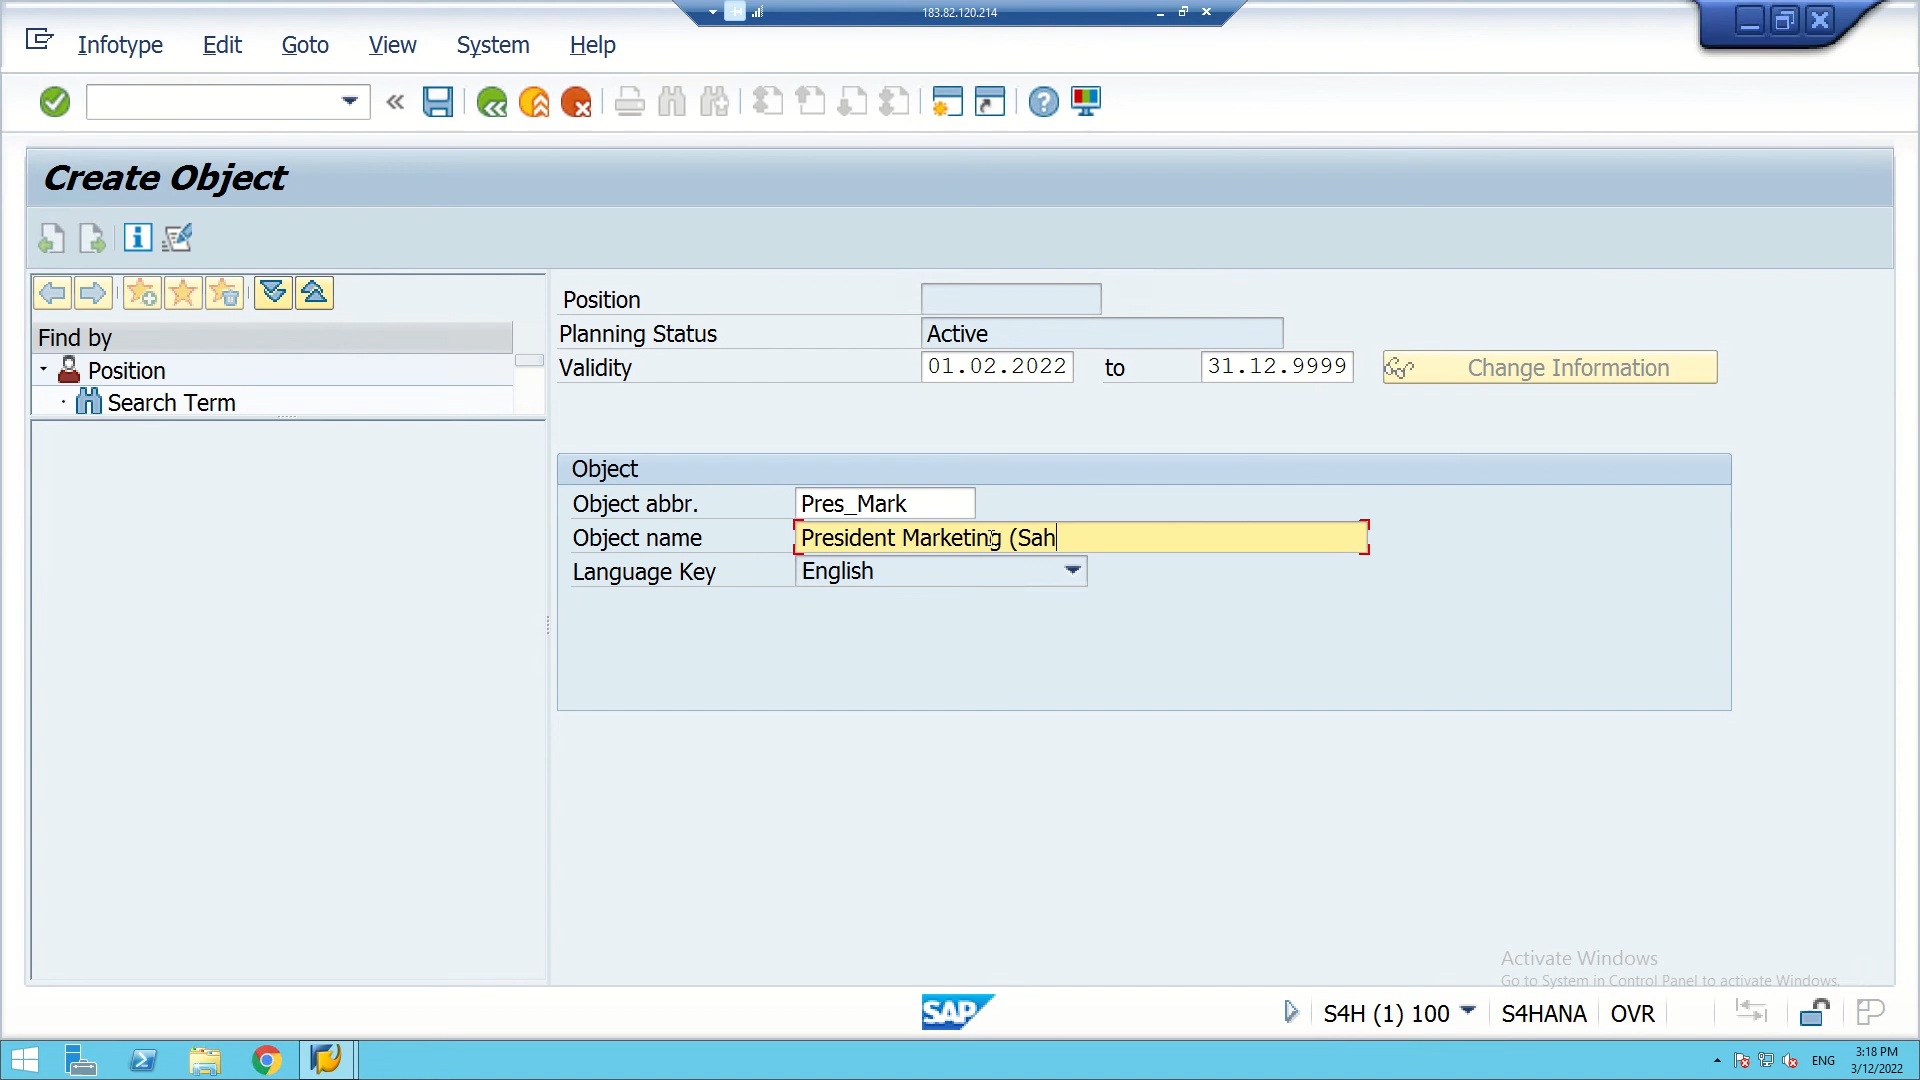 183.82.120.214
Infotype Edit Goto View System Help
Create Object
Find by
Position
Search Term
Position
Planning Status Active
Validity 01.02.2022 to 31.12.9999 Change Information
Object
Object abbr. Pres_Mark
Object name President Marketing (Sah
Language Key English
Activate Windows
Go to System in Control Panel to activate Windows.
SAP S4H (1) 100 S4HANA OVR
ENG 3:18 PM
3/12/2022